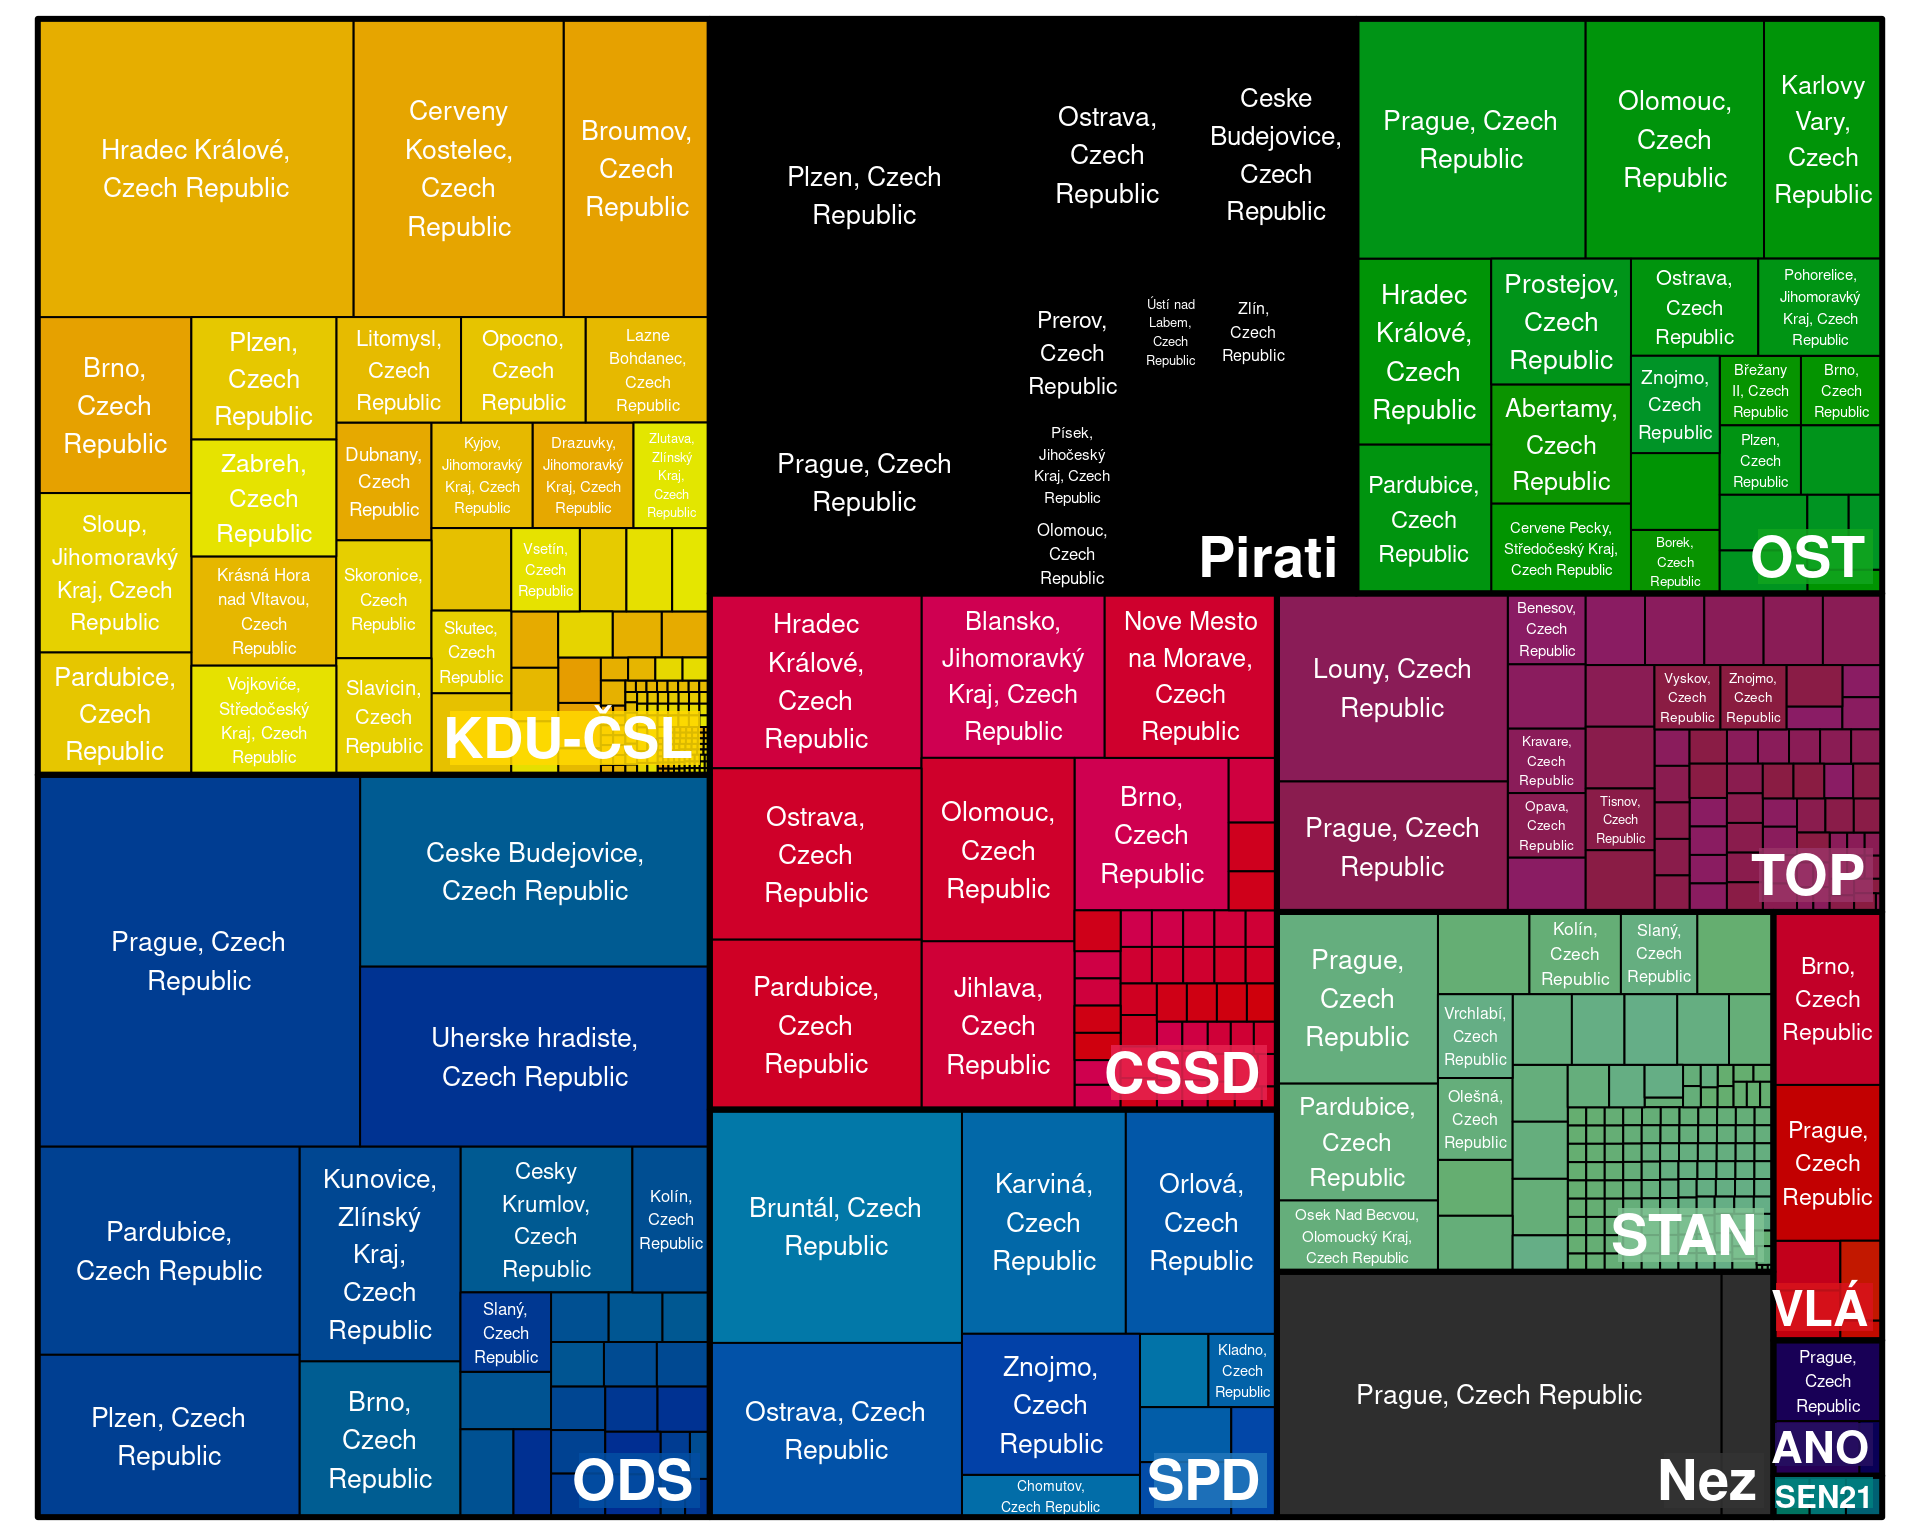 Hradec Králové,
Czech Republic
Cerveny
Kostelec,
Czech
Republic
Broumov,
Czech
Republic
Brno,
Czech
Republic
Plzen,
Czech
Republic
Litomysl,
Czech
Republic
Opocno,
Czech
Republic
Lazne
Bohdanec,
Czech
Republic
Zabreh,
Czech
Republic
Dubnany,
Czech
Republic
Kyjov,
Jihomoravký
Kraj, Czech
Republic
Drazuvky,
Jihomoravký
Kraj, Czech
Republic
Zlutava,
Zlínský
Kraj,
Czech
Republic
Sloup,
Jihomoravký
Kraj, Czech
Republic
Krásná Hora
nad Vltavou,
Czech
Republic
Skoronice,
Czech
Republic
Vsetín,
Czech
Republic
Skutec,
Czech
Republic
Pardubice,
Czech
Republic
Vojkoviće,
Středočeský
Kraj, Czech
Republic
Slavicin,
Czech
Republic
KDU-ČSL
Plzen, Czech
Republic
Ostrava,
Czech
Republic
Ceske
Budejovice,
Czech
Republic
Prague, Czech
Republic
Prerov,
Czech
Republic
Ústí nad
Labem,
Czech
Republic
Zlín,
Czech
Republic
Písek,
Jihočeský
Kraj, Czech
Republic
Olomouc,
Czech
Republic
Pirati
Prague, Czech
Republic
Olomouc,
Czech
Republic
Karlovy
Vary,
Czech
Republic
Hradec
Králové,
Czech
Republic
Prostejov,
Czech
Republic
Ostrava,
Czech
Republic
Pohorelice,
Jihomoravký
Kraj, Czech
Republic
Abertamy,
Czech
Republic
Znojmo,
Czech
Republic
Břežany
II, Czech
Republic
Brno,
Czech
Republic
Plzen,
Czech
Republic
Pardubice,
Czech
Republic
Cervene Pecky,
Středočeský Kraj,
Czech Republic
Borek,
Czech
Republic
OST
Prague, Czech
Republic
Ceske Budejovice,
Czech Republic
Uherske hradiste,
Czech Republic
Pardubice,
Czech Republic
Kunovice,
Zlínský
Kraj,
Czech
Republic
Cesky
Krumlov,
Czech
Republic
Kolín,
Czech
Republic
Slaný,
Czech
Republic
Plzen, Czech
Republic
Brno,
Czech
Republic
ODS
Hradec
Králové,
Czech
Republic
Blansko,
Jihomoravký
Kraj, Czech
Republic
Nove Mesto
na Morave,
Czech
Republic
Ostrava,
Czech
Republic
Olomouc,
Czech
Republic
Brno,
Czech
Republic
Pardubice,
Czech
Republic
Jihlava,
Czech
Republic
CSSD
Bruntál, Czech
Republic
Karviná,
Czech
Republic
Orlová,
Czech
Republic
Ostrava, Czech
Republic
Znojmo,
Czech
Republic
Kladno,
Czech
Republic
Chomutov,
Czech Republic
SPD
Louny, Czech
Republic
Benesov,
Czech
Republic
Vyskov,
Czech
Republic
Znojmo,
Czech
Republic
Kravare,
Czech
Republic
Prague, Czech
Republic
Opava,
Czech
Republic
Tisnov,
Czech
Republic
TOP
Prague,
Czech
Republic
Kolín,
Czech
Republic
Slaný,
Czech
Republic
Vrchlabí,
Czech
Republic
Pardubice,
Czech
Republic
Olešná,
Czech
Republic
Osek Nad Becvou,
Olomoucký Kraj,
Czech Republic
STAN
Brno,
Czech
Republic
Prague,
Czech
Republic
VLÁ
Prague, Czech Republic
Nez
Prague,
Czech
Republic
ANO
SEN21